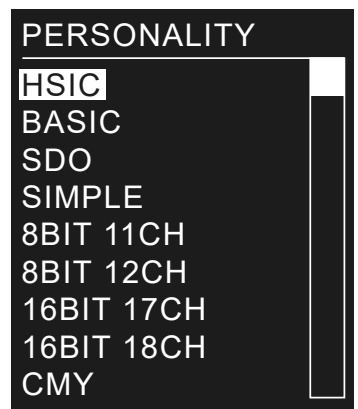 PERSONALITY
HSIC
BASIC
SDO
SIMPLE
8BIT 11CH
8BIT 12CH
16BIT 17CH
16BIT 18CH
CMY